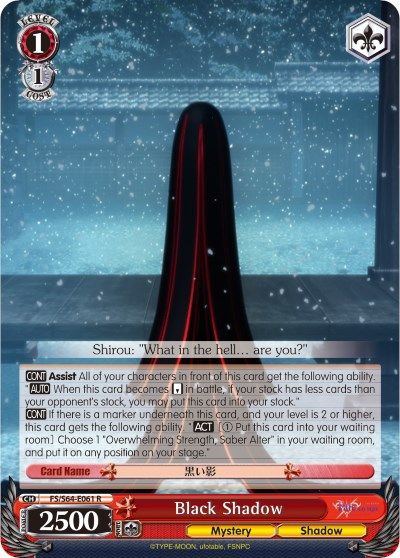 LEVEL
1
1
COST
Shirou: "What in the hell... are you?"
CONT Assist All of your characters in front of this card get the following ability.
"AUTO When this card becomes in battle, if your stock has less cards than
your opponent's stock, you may put this card into your stock."
CONT If there is a marker underneath this card, and your level is 2 or higher,
this card gets the following ability. "ACT [① Put this card into your waiting
room] Choose 1 "Overwhelming Strength, Saber Alter" in your waiting room, and
put it on any position on your stage."
Card Name 黒い影
CH FS/S64-E061 R
Black Shadow
POWER 2500 SOUL
Mystery Shadow
©TYPE-MOON, ufotable, FSNPC